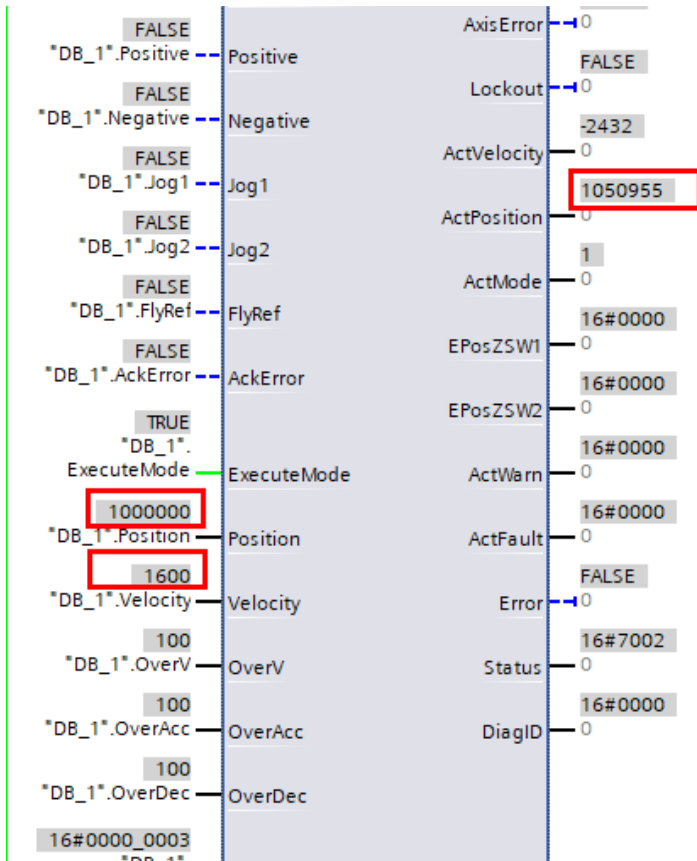 FALSE
"DB_1".Positive
Positive
FALSE
"DB_1".Negative
Negative
FALSE
"DB_1".Jog1
Jog1
FALSE
"DB_1".Jog2
Jog2
FALSE
"DB_1".FlyRef
FlyRef
FALSE
"DB_1".AckError
AckError
TRUE
"DB_1".
ExecuteMode
ExecuteMode
1000000
"DB_1".Position
Position
1600
"DB_1".Velocity
Velocity
100
"DB_1".OverV
OverV
100
"DB_1".OverAcc
OverAcc
100
"DB_1".OverDec
OverDec
16#0000_0003
AxisError
0
FALSE
Lockout
0
-2432
ActVelocity
0
1050955
ActPosition
0
1
ActMode
0
16#0000
EPosZSW1
0
16#0000
EPosZSW2
0
16#0000
ActWarn
0
16#0000
ActFault
0
FALSE
Error
0
16#7002
Status
0
16#0000
DiagID
0